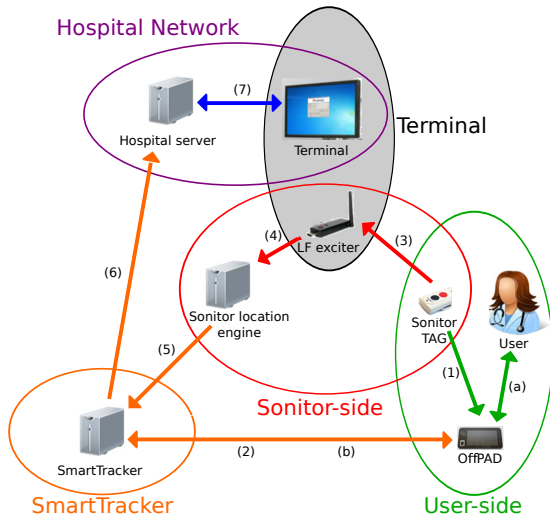 Hospital Network
(7)
Hospital server
Terminal
Terminal
(6)
(4)
(3)
LF exciter
Sonitor location
engine
Sonitor
TAG
User
(5)
(1)
(a)
Sonitor-side
(2)
(b)
SmartTracker
OffPAD
SmartTracker
User-side